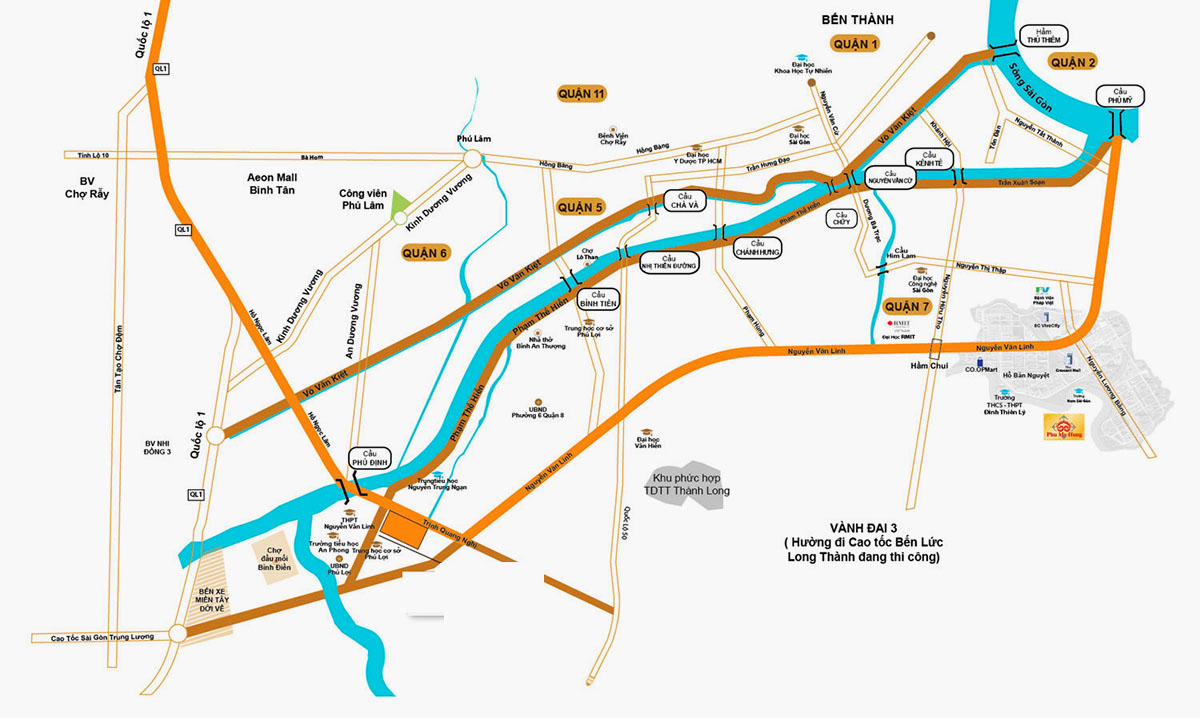 BẾN THÀNH
QUẬN 1
Hầm
THỦ THIÊM
QUẬN 2
Sông Sài Gòn
Cầu
PHÚ MỸ
Quốc lộ 1
QL1
Đại học
Khoa Học Tự Nhiên
QUẬN 11
Nguyễn Văn Cừ
Võ Văn Kiệt
Khánh Hội
Tôn Đản
Nguyễn Tất Thành
Phú Lâm
Bệnh Viện
Chợ Rẫy
Hồng Bàng
Đại học
Sài Gòn
Đại học
Y Dược TP HCM
Trần Hưng Đạo
Cầu
KÊNH TẺ
Tỉnh Lộ 10
Bà Hom
Hồng Bàng
Cầu
NGUYỄN VĂN CỪ
Trần Xuân Soạn
BV
Chợ Rẫy
Aeon Mall
Bình Tân
Công viên
Phú Lâm
Kinh Dương Vương
QUẬN 5
Cầu
CHÀ VÀ
Phạm Thế Hiển
Cầu
CHỮ Y
Dương Bá Trạc
QL1
QUẬN 6
Chợ
Lò Than
Cầu
NHỊ THIÊN ĐƯỜNG
Cầu
CHÁNH HƯNG
Cầu
Him Lam
Nguyễn Thị Thập
Võ Văn Kiệt
Đại học
Công nghệ
Sài Gòn
Nguyễn Hữu Thọ
Kinh Dương Vương
An Dương Vương
Hồ Ngọc Lãm
Phạm Thế Hiển
Cầu
BÌNH TIÊN
Phạm Hùng
QUẬN 7
RMIT
Đại Học RMIT
FV
Bệnh Viện
Pháp Việt
SC VivoCity
Trung học cơ sở
Phú Lợi
Nhà thờ
Bình An Thượng
Nguyễn Văn Linh
Nguyễn Văn Linh
Hầm Chui
CO.OPMart
Hồ Bán Nguyệt
Crescent Mall
Nguyễn Lương Bằng
Tân Tạo Chợ Đệm
Võ Văn Kiệt
Phạm Thế Hiển
UBND
Phường 6 Quận 8
Trường
THCS - THPT
Đinh Thiện Lý
Trường
Nam Sài Gòn
Phu My Hung
Quốc lộ 1
BV NHI
ĐỒNG 3
Hồ Ngọc Lãm
Cầu
PHÚ ĐỊNH
Đại học
Văn Hiến
Nguyễn Văn Linh
Khu phức hợp
TDTT Thành Long
QL1
Trung tiểu học
Nguyễn Trung Ngạn
THPT
Nguyễn Văn Linh
Trịnh Quang Nghị
Quốc Lộ 50
VÀNH ĐAI 3
( Hường đi Cao tốc Bến Lức
Long Thành đang thi công)
Trường tiểu học
An Phong
Trung học cơ sở
Phú Lợi
UBND
Phú Lợi
Chợ
đầu mối
Bình Điền
BẾN XE
MIỀN TÂY
DỜI VỀ
Cao Tốc Sài Gòn Trung Lương